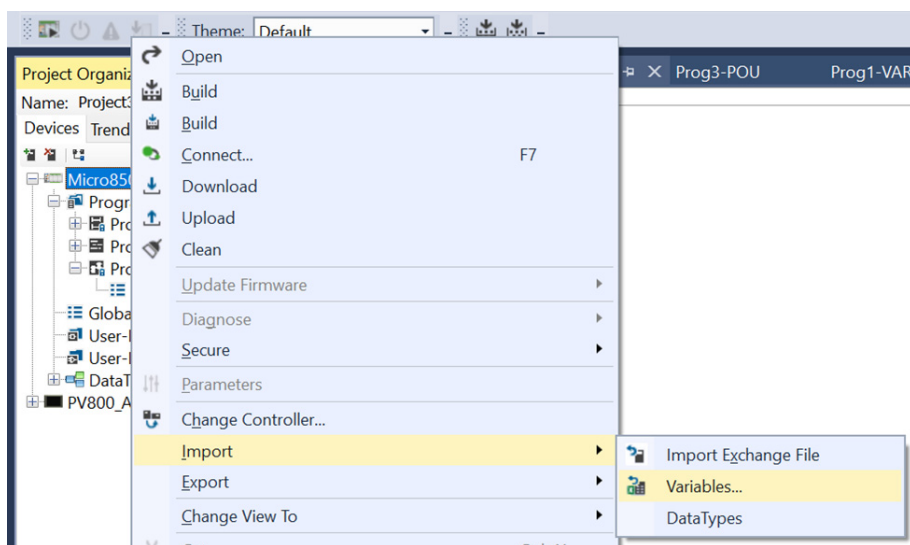 Theme: Default
Project Organiz
Name: Project3
Devices Trend
Micro850
Progr
Pro
Pro
Pro
Globa
User-
User-
DataT
PV800_A
Open
Build
Build
Connect... F7
Download
Upload
Clean
Update Firmware
Diagnose
Secure
Parameters
Change Controller...
Import
Export
Change View To
Prog3-POU Prog1-VAR
Import Exchange File
Variables...
DataTypes